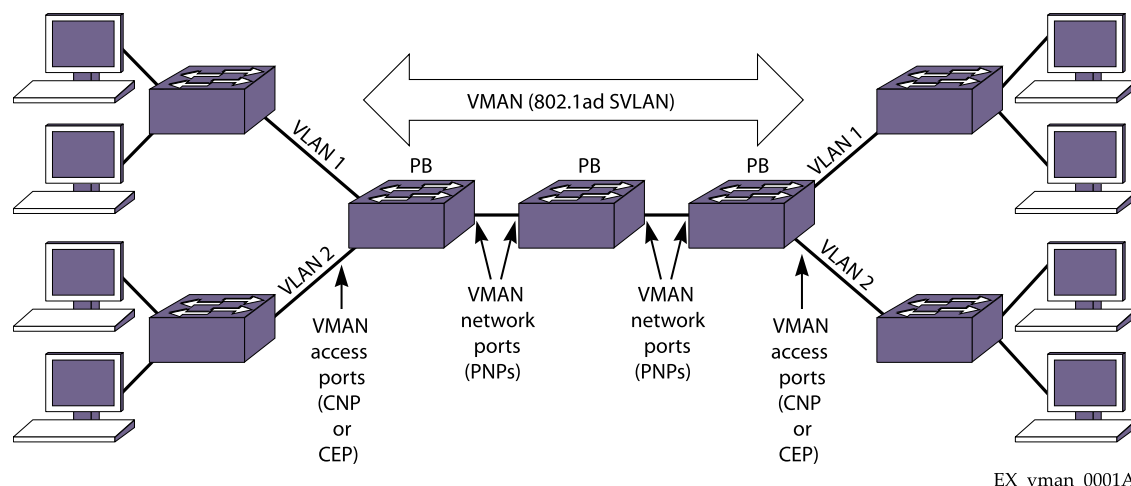 VMAN (802.1ad SVLAN)
VLAN 1
VLAN 1
PB
PB
PB
VLAN 2
VLAN 2
VMAN
access
ports
(CNP
or
CEP)
VMAN
network
ports
(PNPs)
VMAN
network
ports
(PNPs)
VMAN
access
ports
(CNP
or
CEP)
EX_vman_0001A